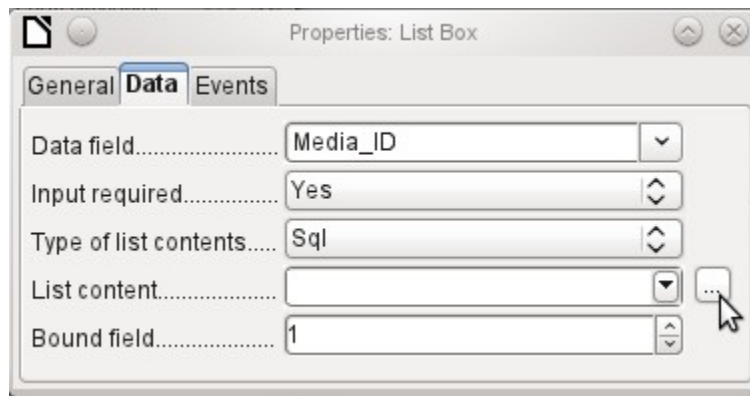 Properties: List Box
General Data Events
Data field....................... Media_ID
Input required................ Yes
Type of list contents..... Sql
List content.................... ...
Bound field.................... 1